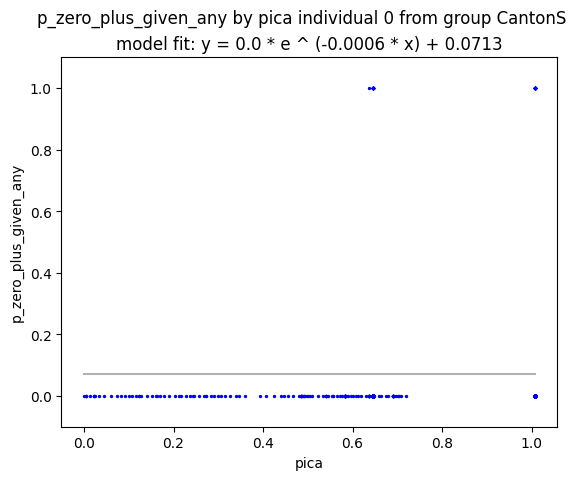 p_zero_plus_given_any by pica individual 0 from group CantonS
model fit: y = 0.0 * e ^ (-0.0006 * x) + 0.0713
1.0
0.8
0.6
0.4
0.2
0.0
p_zero_plus_given_any
0.0 0.2 0.4 0.6 0.8 1.0
pica